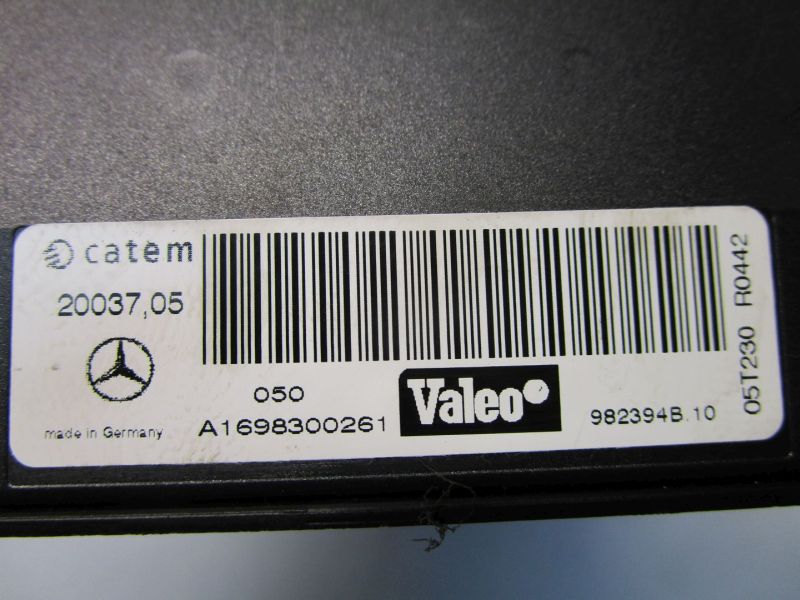 catem
20037,05
made in Germany
050
A1698300261
Valeo
982394B.10
05T230 R0442